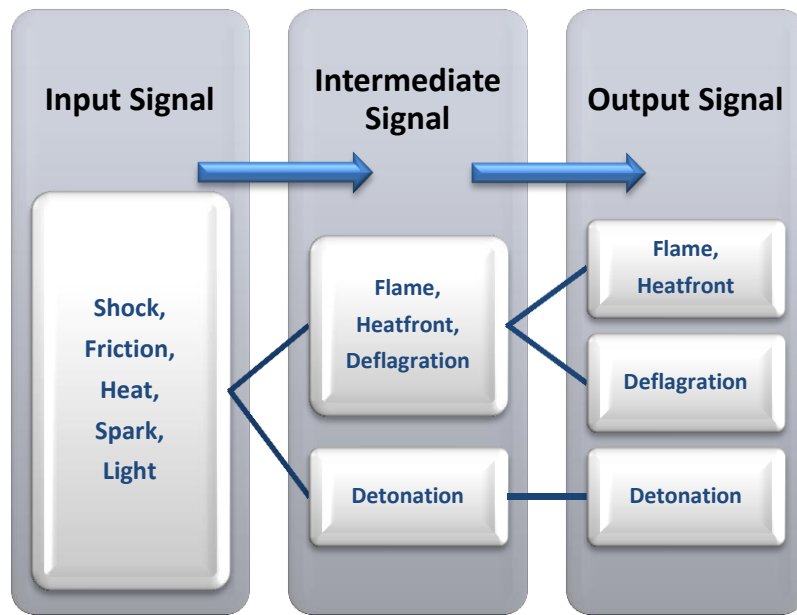 Input Signal
Shock,
Friction,
Heat,
Spark,
Light
Intermediate
Signal
Flame,
Heatfront,
Deflagration
Detonation
Output Signal
Flame,
Heatfront
Deflagration
Detonation